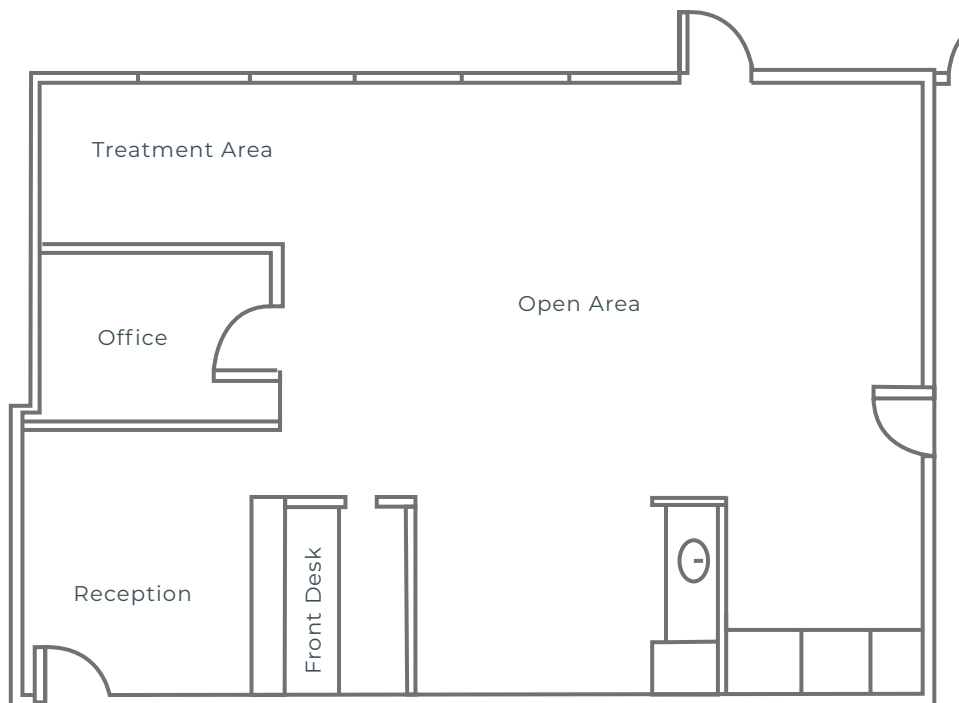 Treatment Area
Open Area
Office
Reception
Front Desk